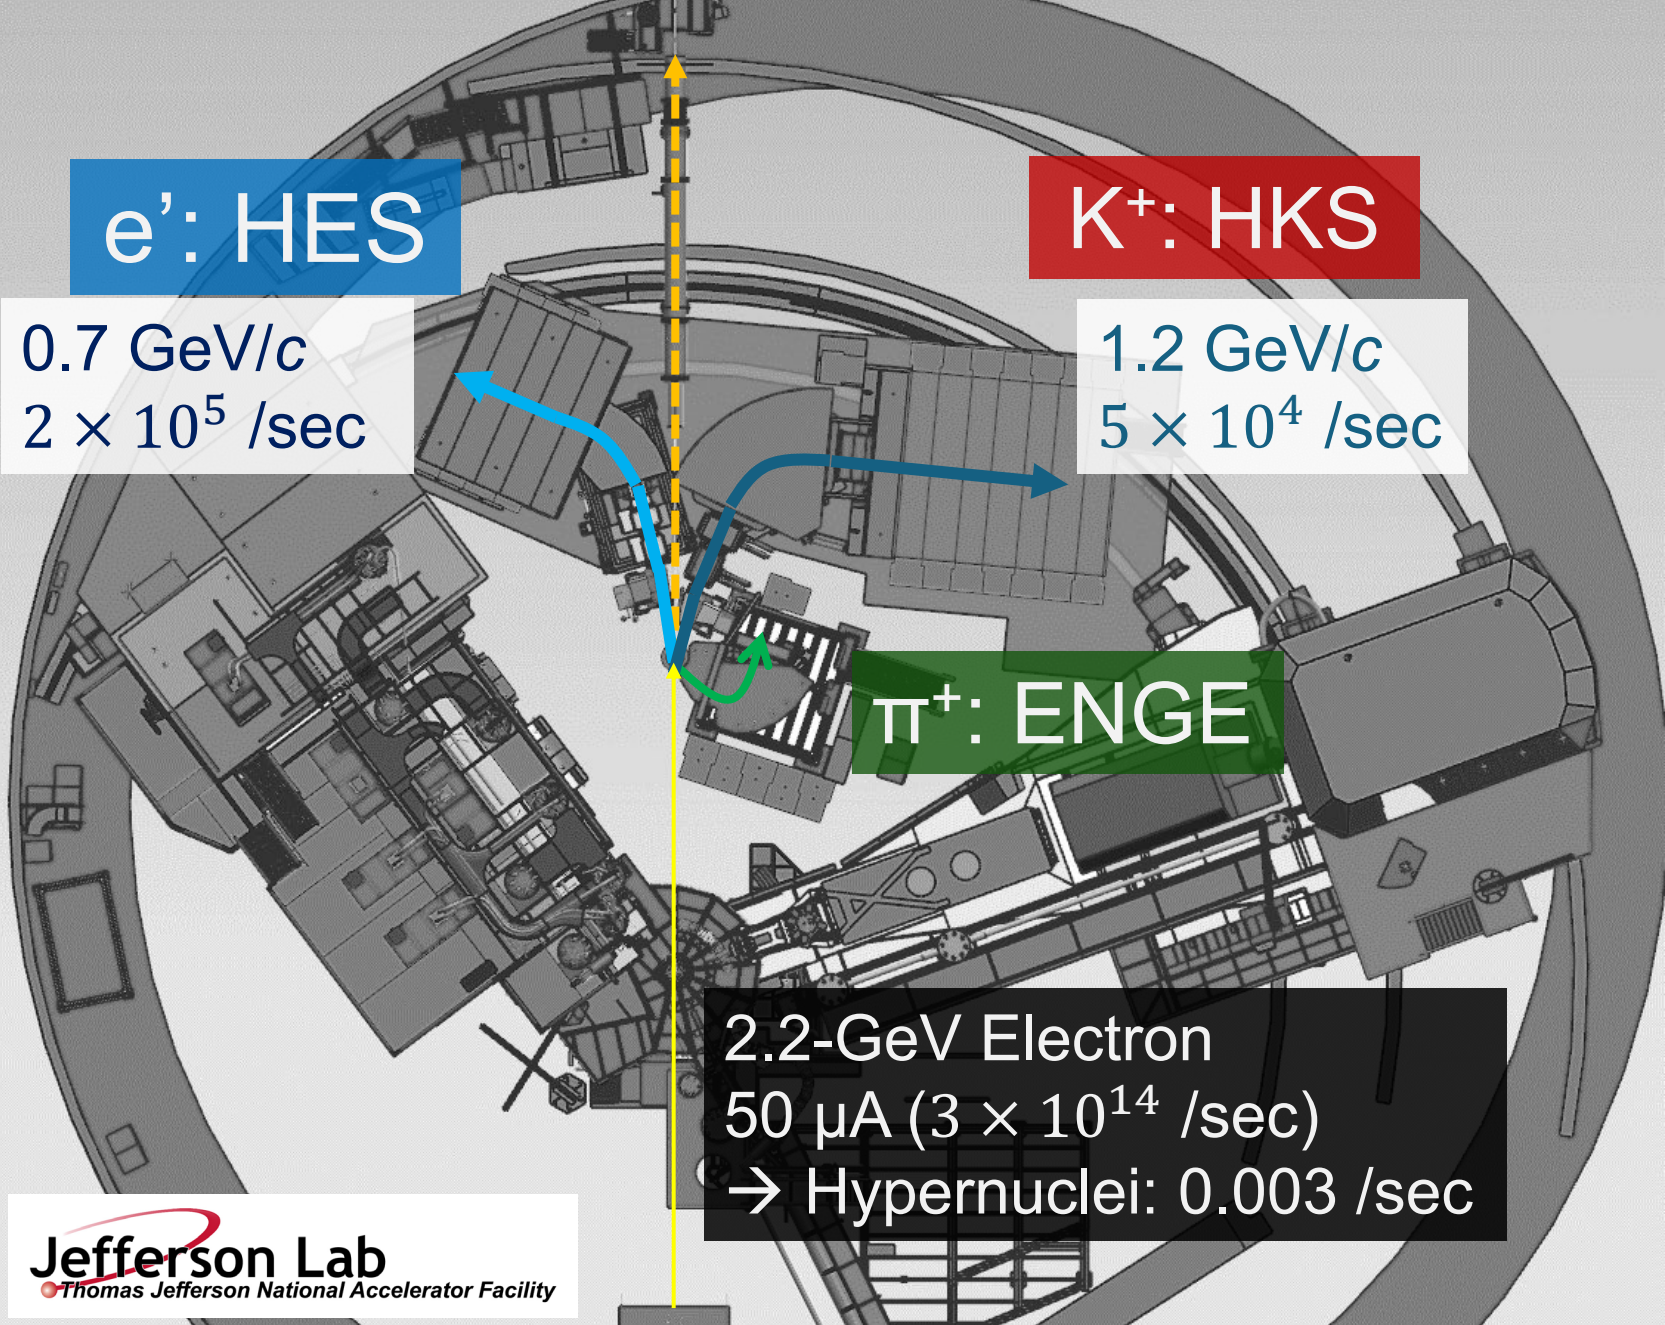 e’: HES
0.7 GeV/c
2 × 10⁵ /sec
K⁺: HKS
1.2 GeV/c
5 × 10⁴ /sec
π⁺: ENGE
2.2-GeV Electron
50 μA (3 × 10¹⁴ /sec)
→ Hypernuclei: 0.003 /sec
Jefferson Lab
Thomas Jefferson National Accelerator Facility